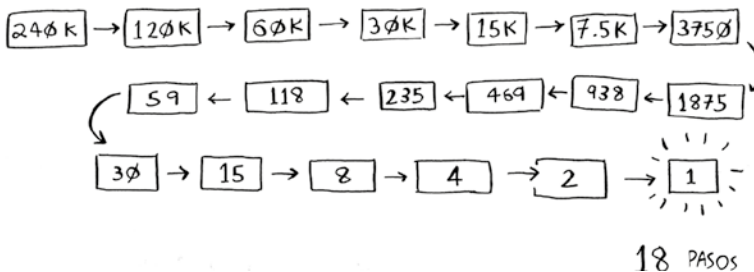 240K → 120K → 60K → 30K → 15K → 7.5K → 3750
59 ← 118 ← 235 ← 469 ← 938 ← 1875
30 → 15 → 8 → 4 → 2 → 1
18 PASOS